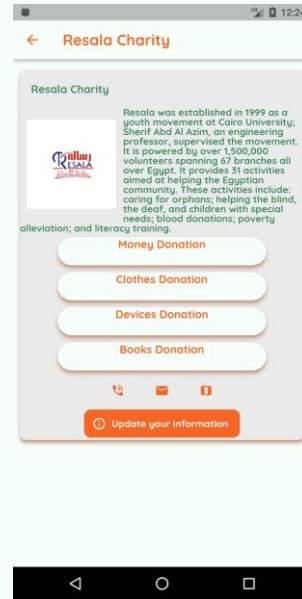 12:24
Resala Charity
Resala Charity
Resala was established in 1999 as a
youth movement at Cairo University;
Sherif Abd Al Azim, an engineering
professor, supervised the movement.
It is powered by over 1,500,000
volunteers spanning 67 branches all
over Egypt. It provides 31 activities
aimed at helping the Egyptian
community. These activities include:
caring for orphans; helping the blind,
the deaf, and children with special
needs; blood donations; poverty
alleviation; and literacy training.
RESALA
Money Donation
Clothes Donation
Devices Donation
Books Donation
Update your information